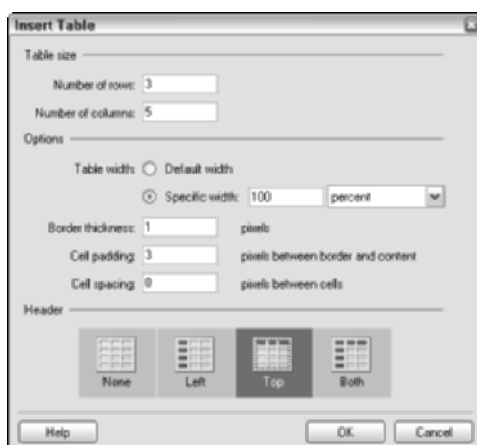 Insert Table
Table size
Number of rows: 3
Number of columns: 5
Options
Table width: Default width
Specific width: 100 percent
Border thickness: 1 pixels
Cell padding: 3 pixels between border and content
Cell spacing: 0 pixels between cells
Header
None Left Top Both
Help OK Cancel